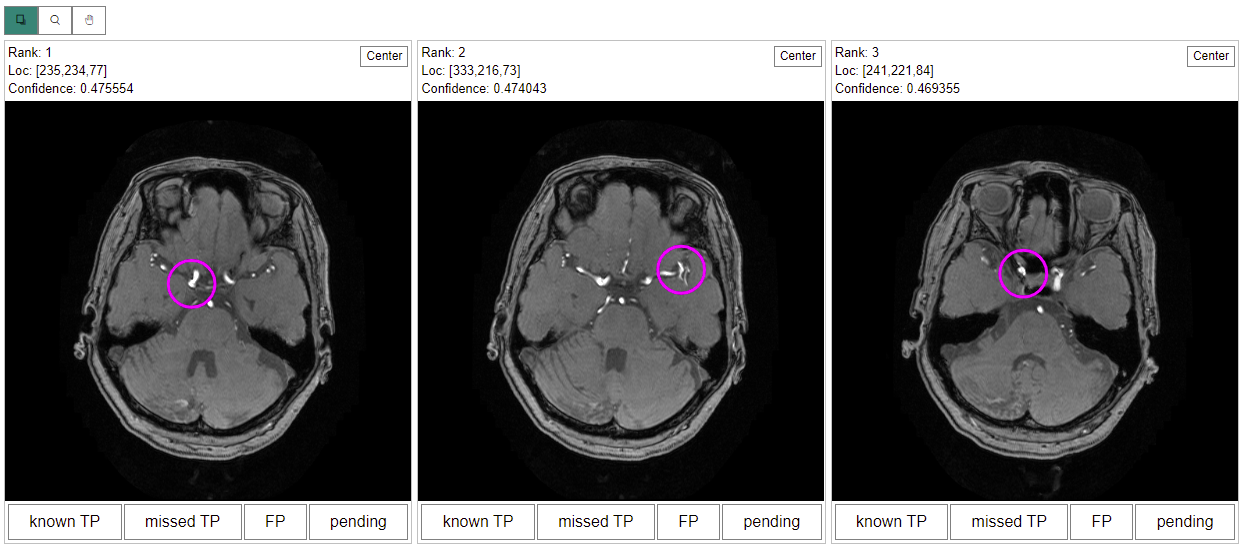 Rank: 1
Loc: [235,234,77]
Confidence: 0.475554
Center
known TP
missed TP
FP
pending
Rank: 2
Loc: [333,216,73]
Confidence: 0.474043
Center
known TP
missed TP
FP
pending
Rank: 3
Loc: [241,221,84]
Confidence: 0.469355
Center
known TP
missed TP
FP
pending